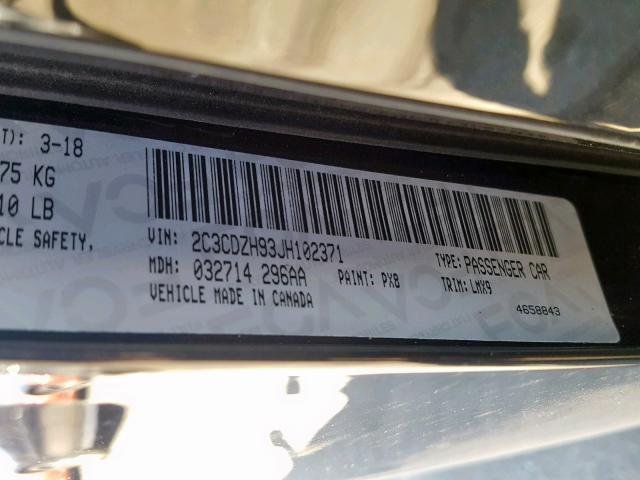 T): 3-18
75 KG
10 LB
CLE SAFETY,
VIN: 2C3CDZH93JH102371
TYPE: PASSENGER CAR
MDH: 032714 296AA
PAINT: PX8
TRIM: LMX9
VEHICLE MADE IN CANADA
4658843